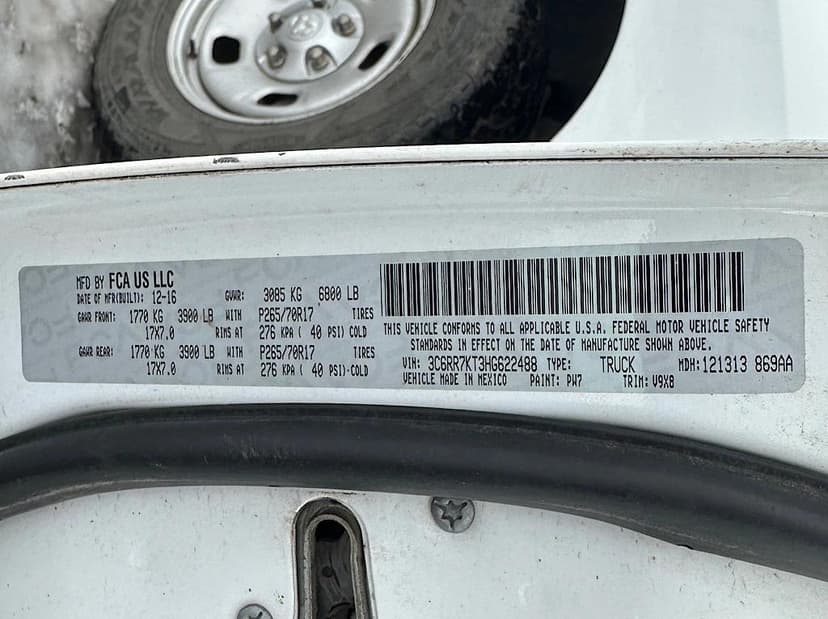 MFD BY FCA US LLC
DATE OF MFR(BUILT): 12-16 GVWR: 3085 KG 6800 LB
GAWR FRONT: 1770 KG 3900 LB WITH P265/70R17 TIRES
17X7.0 RIMS AT 276 KPA ( 40 PSI) COLD
GAWR REAR: 1770 KG 3900 LB WITH P265/70R17 TIRES
17X7.0 RIMS AT 276 KPA ( 40 PSI) COLD
THIS VEHICLE CONFORMS TO ALL APPLICABLE U.S.A. FEDERAL MOTOR VEHICLE SAFETY
STANDARDS IN EFFECT ON THE DATE OF MANUFACTURE SHOWN ABOVE.
VIN: 3C6RR7KT3HG622488 TYPE: TRUCK MDH: 121313 869AA
VEHICLE MADE IN MEXICO PAINT: PW7 TRIM: V9X8